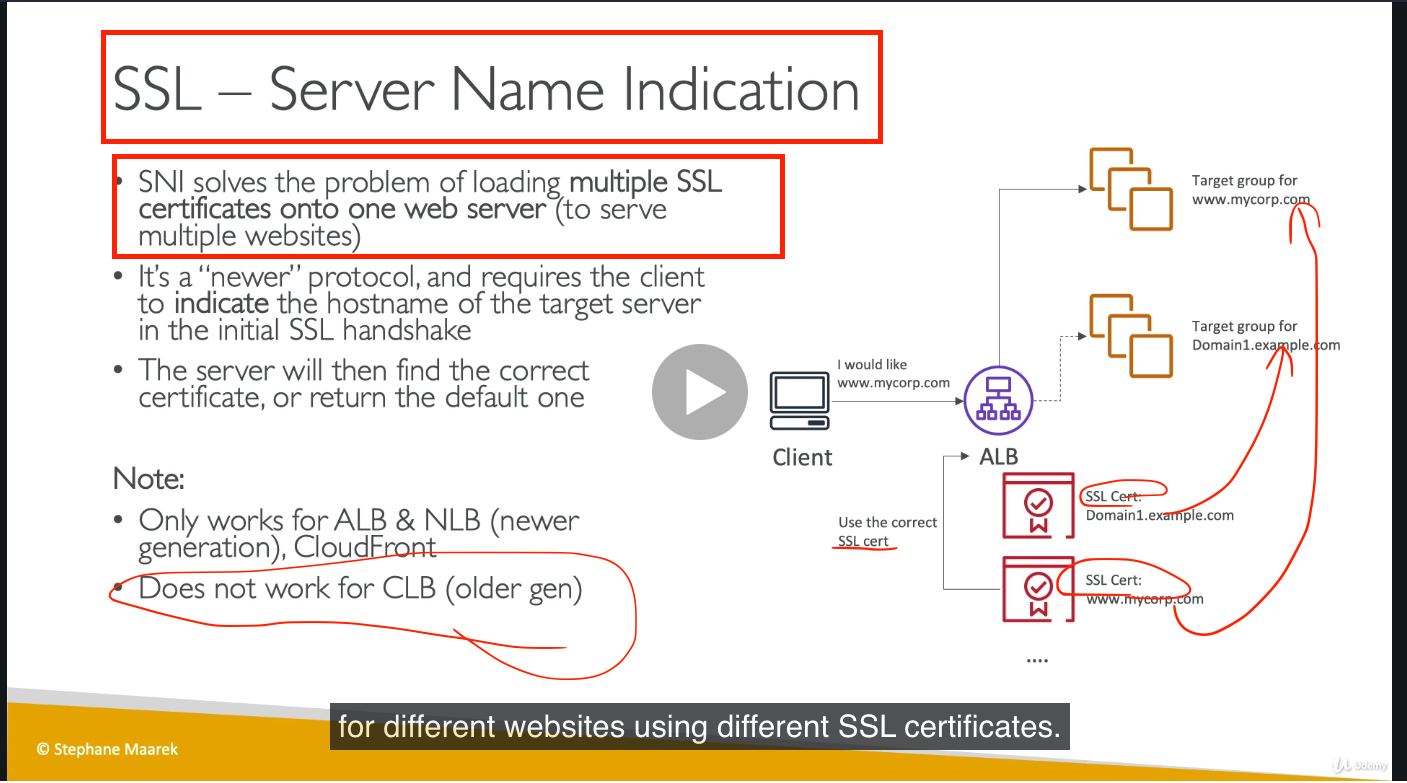 SSL – Server Name Indication
• SNI solves the problem of loading multiple SSL
certificates onto one web server (to serve
multiple websites)
• It's a "newer" protocol, and requires the client
to indicate the hostname of the target server
in the initial SSL handshake
• The server will then find the correct
certificate, or return the default one
Note:
• Only works for ALB & NLB (newer
generation), CloudFront
• Does not work for CLB (older gen)
Target group for
www.mycorp.com
Target group for
Domain1.example.com
I would like
www.mycorp.com
Client
ALB
Use the correct
SSL cert
SSL Cert:
Domain1.example.com
SSL Cert:
www.mycorp.com
....
for different websites using different SSL certificates.
© Stephane Maarek
Udemy